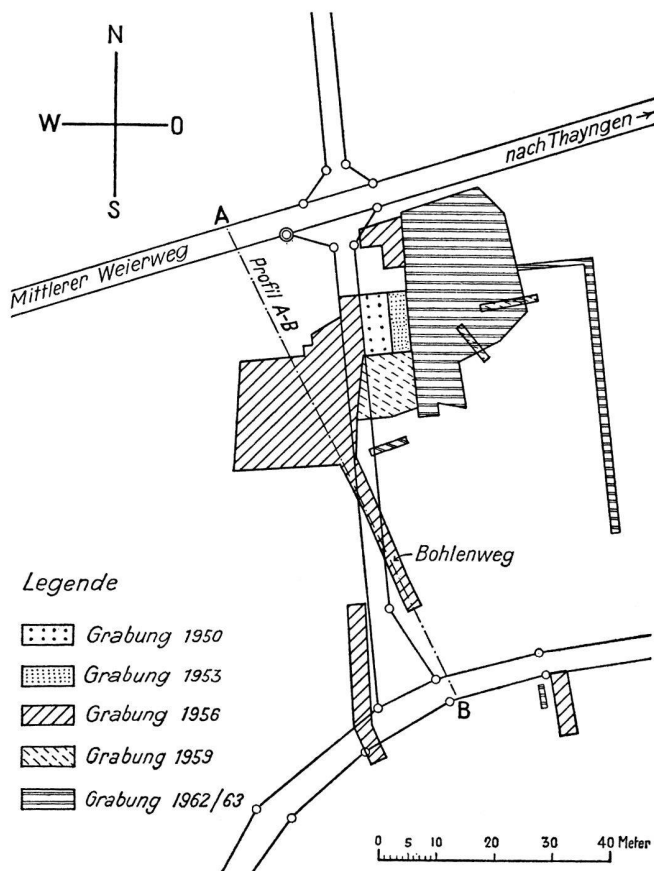 N
W O
S
nach Thayngen →
A
Mittlerer Weierweg
Profil A-B
Bohlenweg
B
Legende
Grabung 1950
Grabung 1953
Grabung 1956
Grabung 1959
Grabung 1962/63
0 5 10 20 30 40 Meter